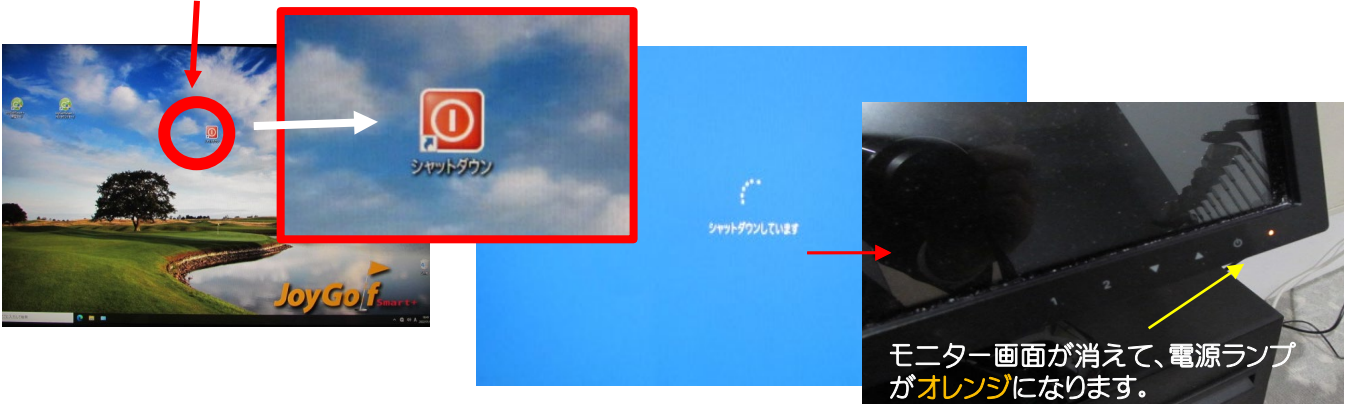 シャットダウン
JoyGolf
Smart+
シャットダウンしています
1
2
モニター画面が消えて、電源ランプ
がオレンジになります。